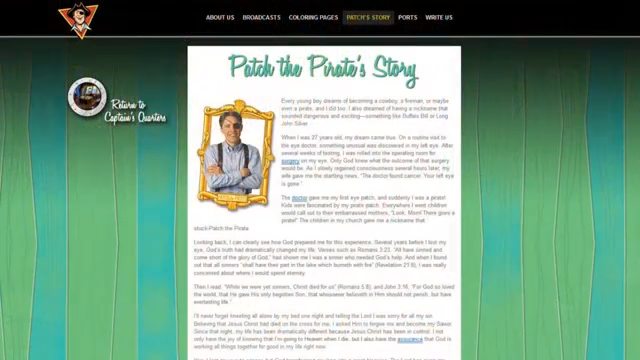 ABOUT US BROADCASTS COLORING PAGES PATCH'S STORY PORTS WRITE US
Patch the Pirate's Story
Return to
Captain's Quarters
Every young boy dreams of becoming a cowboy, a fireman, or maybe
even a pirate, and I did too. I also dreamed of having a nickname that
sounded dangerous and exciting—something like Buffalo Bill or Long
John Silver.
When I was 27 years old, my dream came true. On a routine visit to
the eye doctor, something unusual was discovered in my left eye. After
several weeks of testing, I was rolled into the operating room for
surgery on my eye. Only God knew what the outcome of that surgery
would be. As I slowly regained consciousness several hours later, my
wife gave me the startling news, "The doctor found cancer. Your left eye
is gone."
The doctor gave me my first eye patch, and suddenly I was a pirate!
Kids were fascinated by my pirate patch. Everywhere I went children
would call out to their embarrassed mothers, "Look, Mom! There goes a
pirate!" The children in my church gave me a nickname that
stuck-Patch the Pirate
Looking back, I can clearly see how God prepared me for this experience. Several years before I lost my
eye, God's truth had dramatically changed my life. Verses such as Romans 3:23, "All have sinned and
come short of the glory of God," had shown me I was a sinner who needed God's help. And when I found
out that all sinners "shall have their part in the lake which burneth with fire" (Revelation 21:8), I was really
concerned about where I would spend eternity.
Then I read, "While we were yet sinners, Christ died for us" (Romans 5:8), and John 3:16, "For God so loved
the world, that He gave His only begotten Son, that whosoever believeth in Him should not perish, but have
everlasting life."
I'll never forget kneeling all alone by my bed one night and telling the Lord I was sorry for all my sin.
Believing that Jesus Christ had died on the cross for me, I asked Him to forgive me and become my Savior.
Since that night, my life has been dramatically different because Jesus Christ has been in control. I not
only have the joy of knowing that I'm going to Heaven when I die, but I also have the assurance that God is
working all things together for good in my life right now.